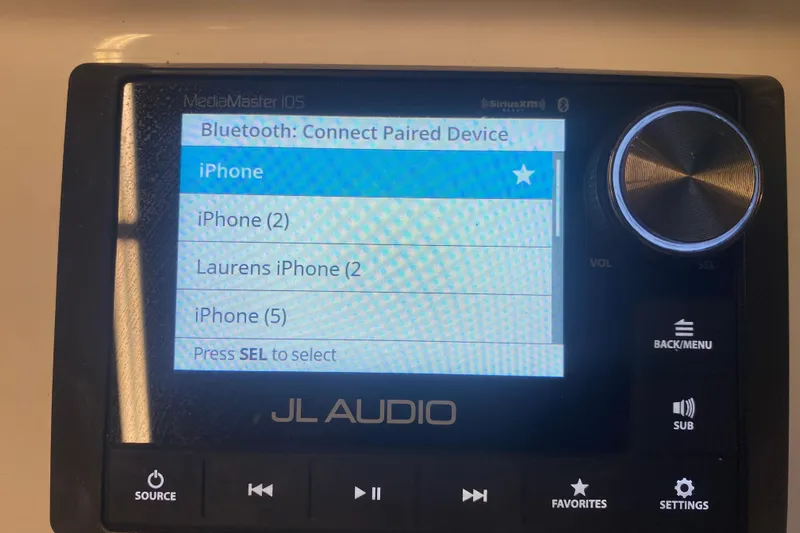 MediaMaster 105
SiriusXM
READY
Bluetooth: Connect Paired Device
iPhone
iPhone (2)
Laurens iPhone (2
iPhone (5)
Press SEL to select
VOL
SEL
BACK/MENU
SUB
JL AUDIO
SOURCE
FAVORITES
SETTINGS